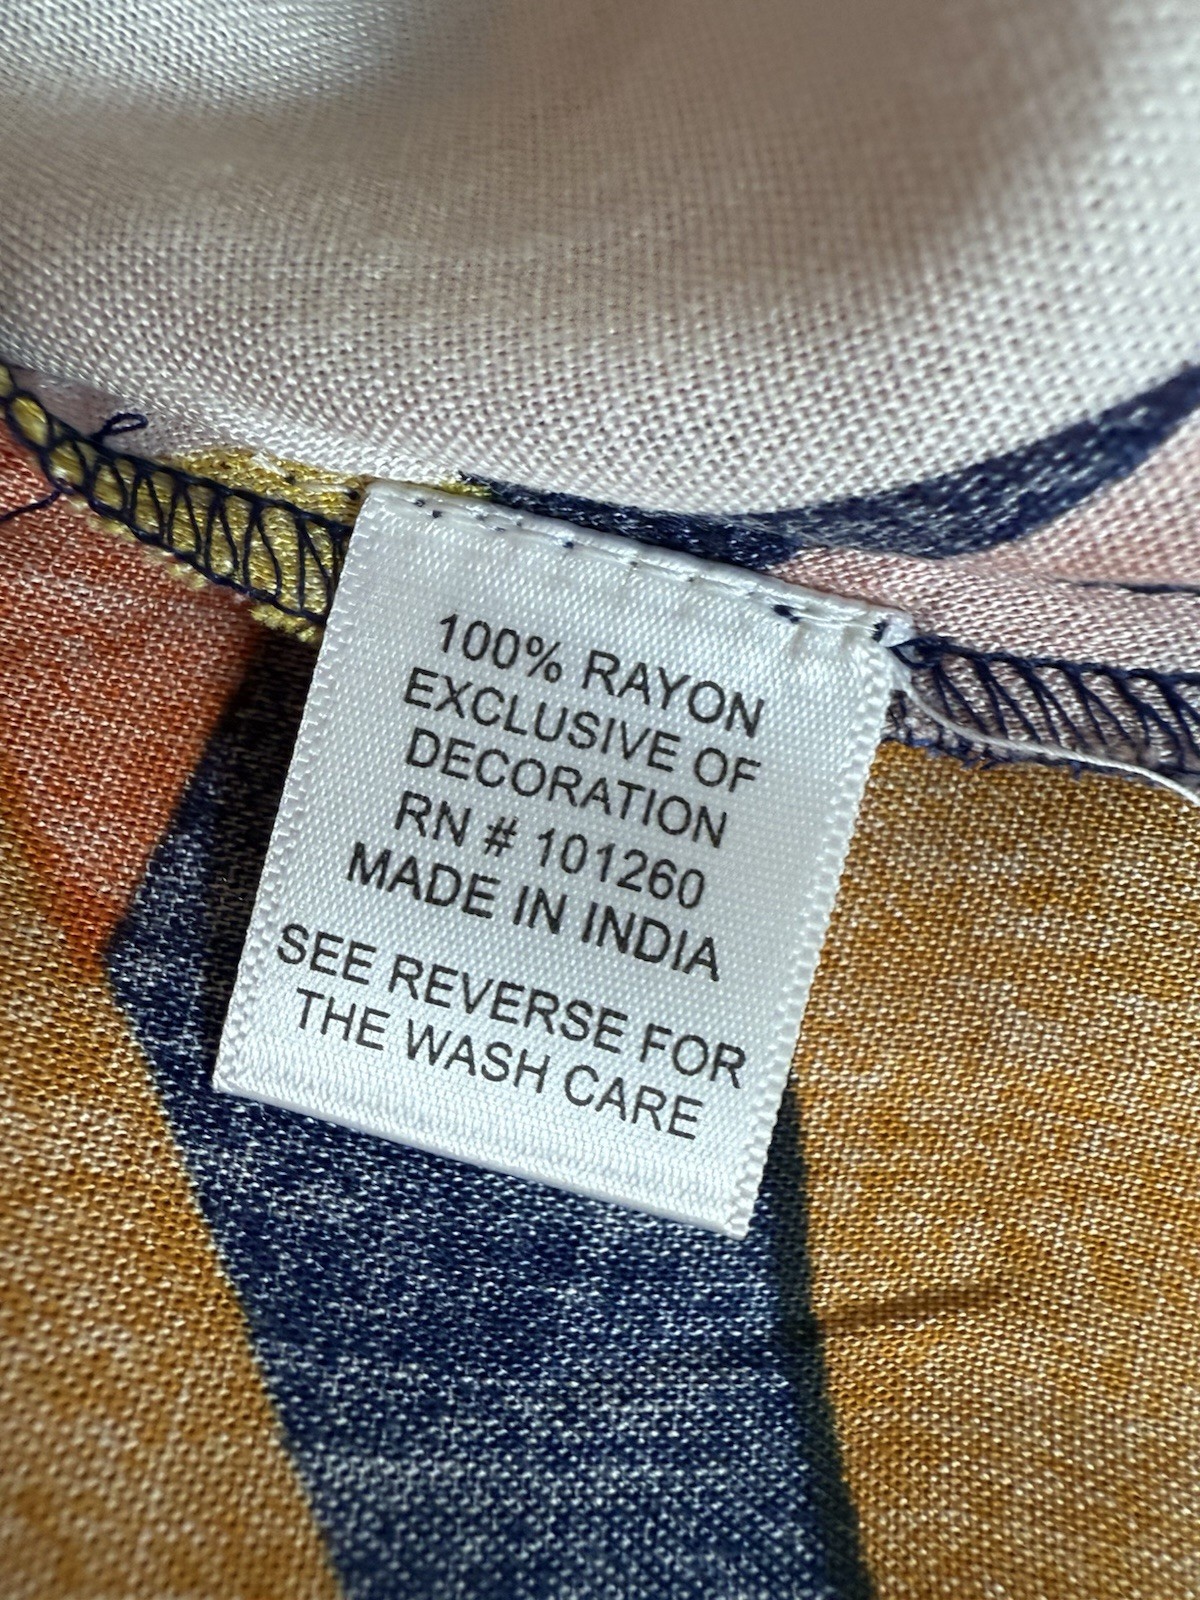 100% RAYON
EXCLUSIVE OF
DECORATION
RN # 101260
MADE IN INDIA
SEE REVERSE FOR
THE WASH CARE